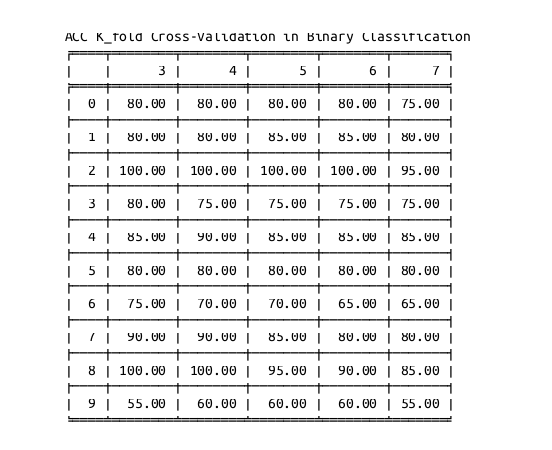 ACC K_fold Cross-Validation in Binary Classification
3 4 5 6 7
0 80.00 80.00 80.00 80.00 75.00
1 80.00 80.00 85.00 85.00 80.00
2 100.00 100.00 100.00 100.00 95.00
3 80.00 75.00 75.00 75.00 75.00
4 85.00 90.00 85.00 85.00 85.00
5 80.00 80.00 80.00 80.00 80.00
6 75.00 70.00 70.00 65.00 65.00
7 90.00 90.00 85.00 80.00 80.00
8 100.00 100.00 95.00 90.00 85.00
9 55.00 60.00 60.00 60.00 55.00